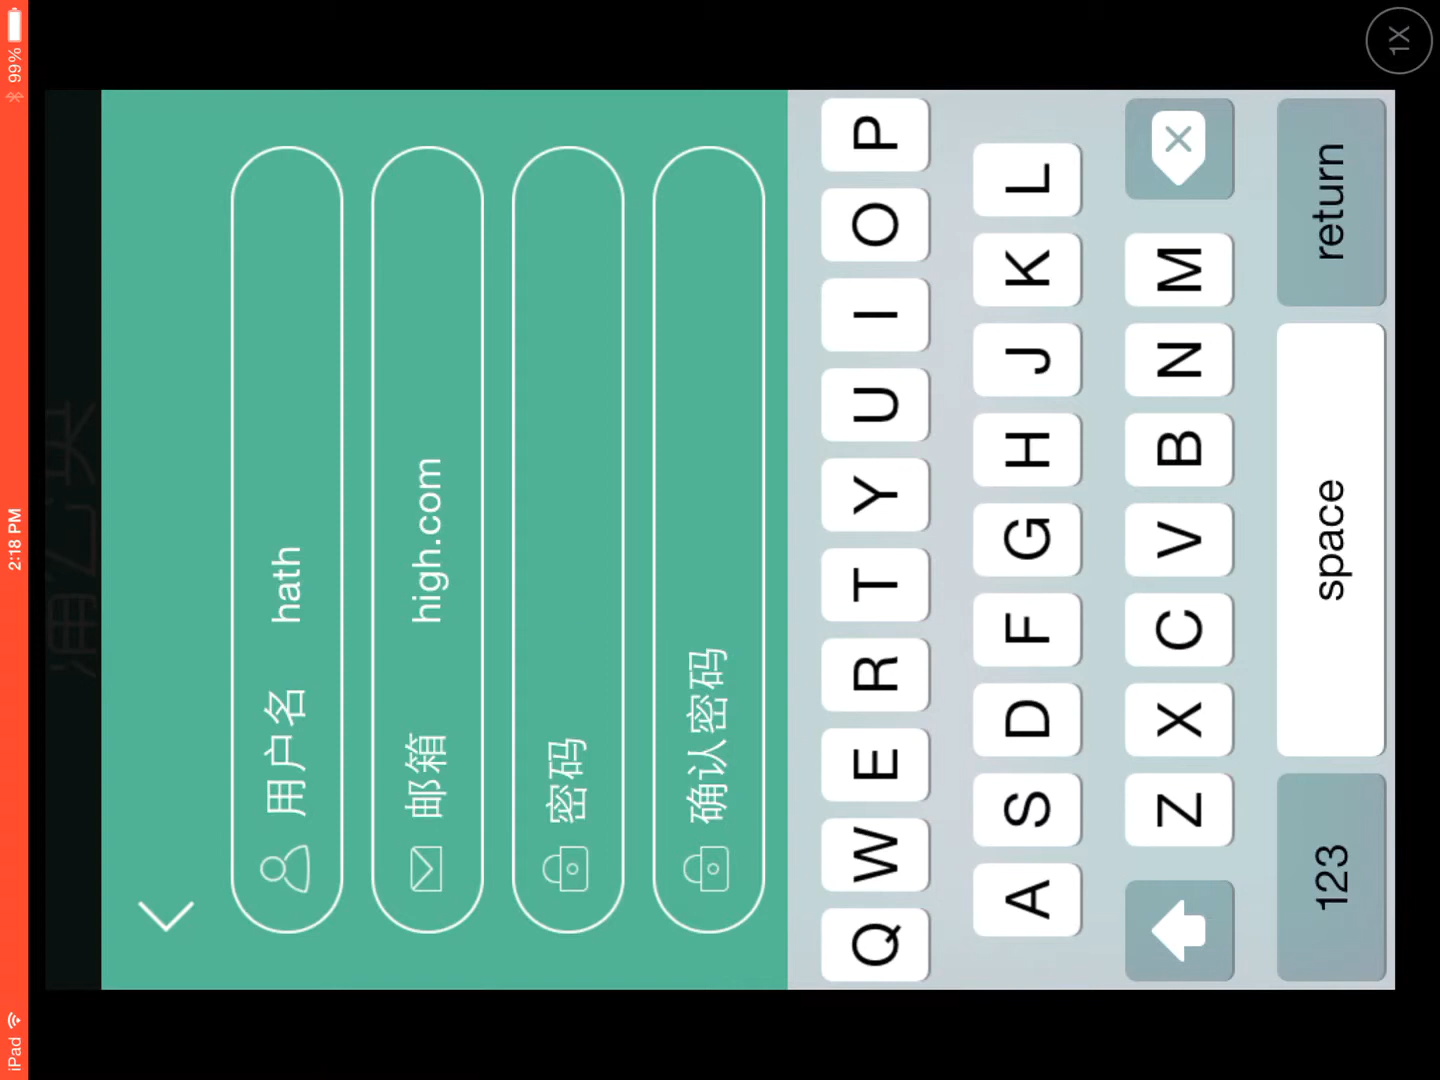 iPad 2:18 PM 99%
1X
用户名 hath
邮箱 high.com
密码
确认密码
Q W E R T Y U I O P
A S D F G H J K L
Z X C V B N M
123 space return